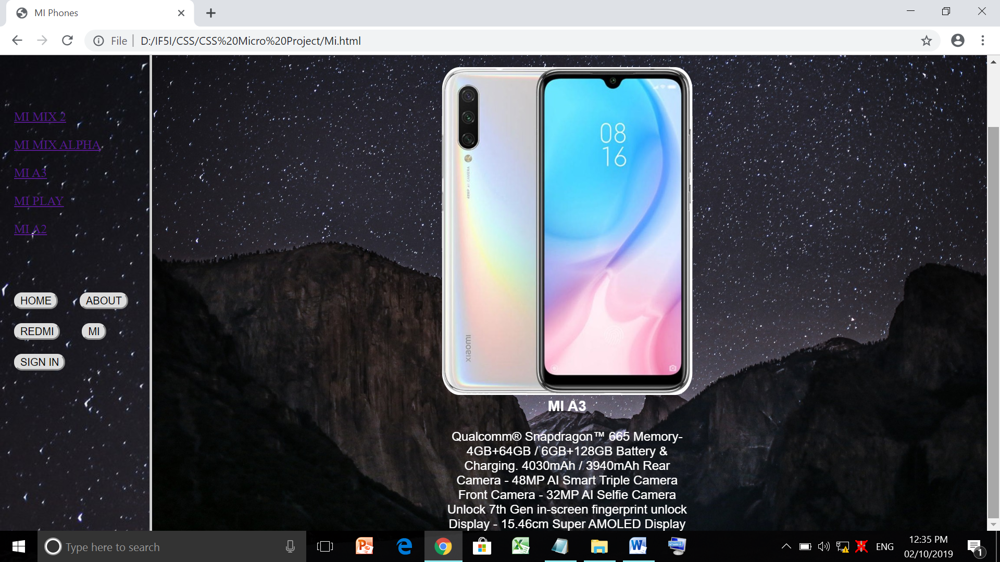 MI Phones
File
D:/IF5I/CSS/CSS%20Micro%20Project/Mi.html
MI MIX 2
MI MIX ALPHA
MI A3
MI PLAY
MI A2
HOME
ABOUT
REDMI
MI
SIGN IN
48MP AI CAMERA
xiaomi
08
16
MI A3
Qualcomm® Snapdragon™ 665 Memory-
4GB+64GB / 6GB+128GB Battery &
Charging. 4030mAh / 3940mAh Rear
Camera - 48MP AI Smart Triple Camera
Front Camera - 32MP AI Selfie Camera
Unlock 7th Gen in-screen fingerprint unlock
Display - 15.46cm Super AMOLED Display
Type here to search
ENG
12:35 PM
02/10/2019
1